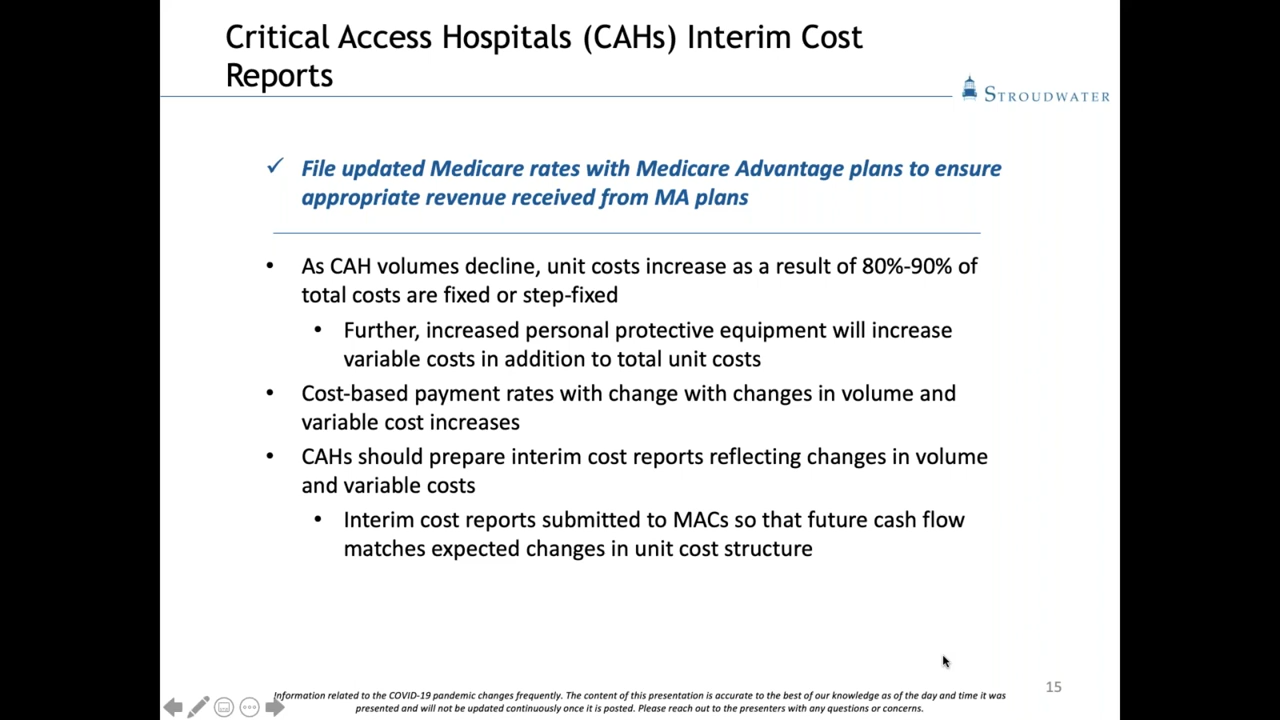 Critical Access Hospitals (CAHs) Interim Cost
Reports
STROUDWATER
✓ File updated Medicare rates with Medicare Advantage plans to ensure
appropriate revenue received from MA plans
• As CAH volumes decline, unit costs increase as a result of 80%-90% of
total costs are fixed or step-fixed
• Further, increased personal protective equipment will increase
variable costs in addition to total unit costs
• Cost-based payment rates with change with changes in volume and
variable cost increases
• CAHs should prepare interim cost reports reflecting changes in volume
and variable costs
• Interim cost reports submitted to MACs so that future cash flow
matches expected changes in unit cost structure
15
Information related to the COVID-19 pandemic changes frequently. The content of this presentation is accurate to the best of our knowledge as of the day and time it was
presented and will not be updated continuously once it is posted. Please reach out to the presenters with any questions or concerns.